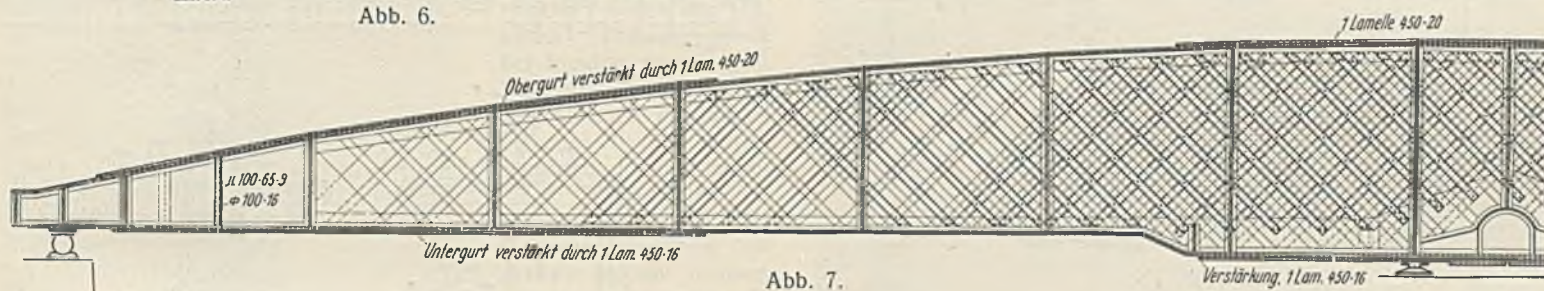 Abb. 6.
1 Lamelle 450·20
Obergurt verstärkt durch 1 Lam. 450·20
⅃L 100·65·9
⌽ 100·16
Untergurt verstärkt durch 1 Lam. 450·16
Verstärkung, 1 Lam. 450·16
Abb. 7.